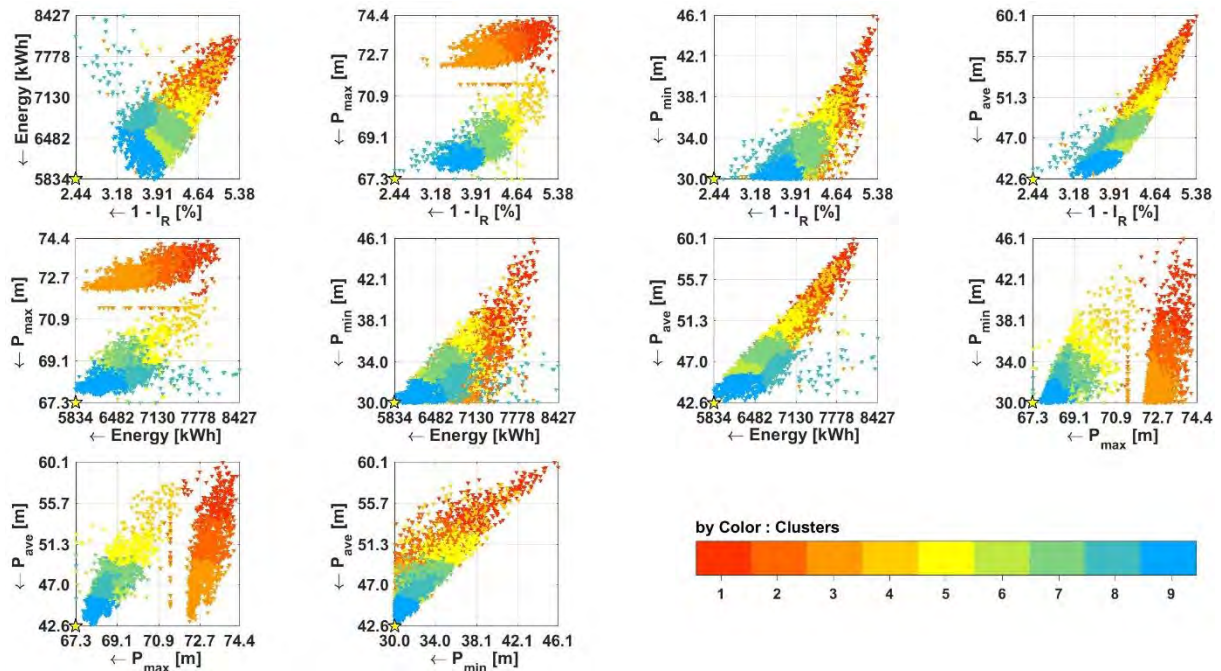 8427
7778
7130
6482
5834
← Energy [kWh]
2.44 3.18 3.91 4.64 5.38
← 1 - I_R [%]
74.4
72.7
70.9
69.1
67.3
← P_max [m]
2.44 3.18 3.91 4.64 5.38
← 1 - I_R [%]
46.1
42.1
38.1
34.0
30.0
← P_min [m]
2.44 3.18 3.91 4.64 5.38
← 1 - I_R [%]
60.1
55.7
51.3
47.0
42.6
← P_ave [m]
2.44 3.18 3.91 4.64 5.38
← 1 - I_R [%]
74.4
72.7
70.9
69.1
67.3
← P_max [m]
5834 6482 7130 7778 8427
← Energy [kWh]
46.1
42.1
38.1
34.0
30.0
← P_min [m]
5834 6482 7130 7778 8427
← Energy [kWh]
60.1
55.7
51.3
47.0
42.6
← P_ave [m]
5834 6482 7130 7778 8427
← Energy [kWh]
46.1
42.1
38.1
34.0
30.0
← P_min [m]
67.3 69.1 70.9 72.7 74.4
← P_max [m]
60.1
55.7
51.3
47.0
42.6
← P_ave [m]
67.3 69.1 70.9 72.7 74.4
← P_max [m]
60.1
55.7
51.3
47.0
42.6
← P_ave [m]
30.0 34.0 38.1 42.1 46.1
← P_min [m]
by Color : Clusters
1 2 3 4 5 6 7 8 9